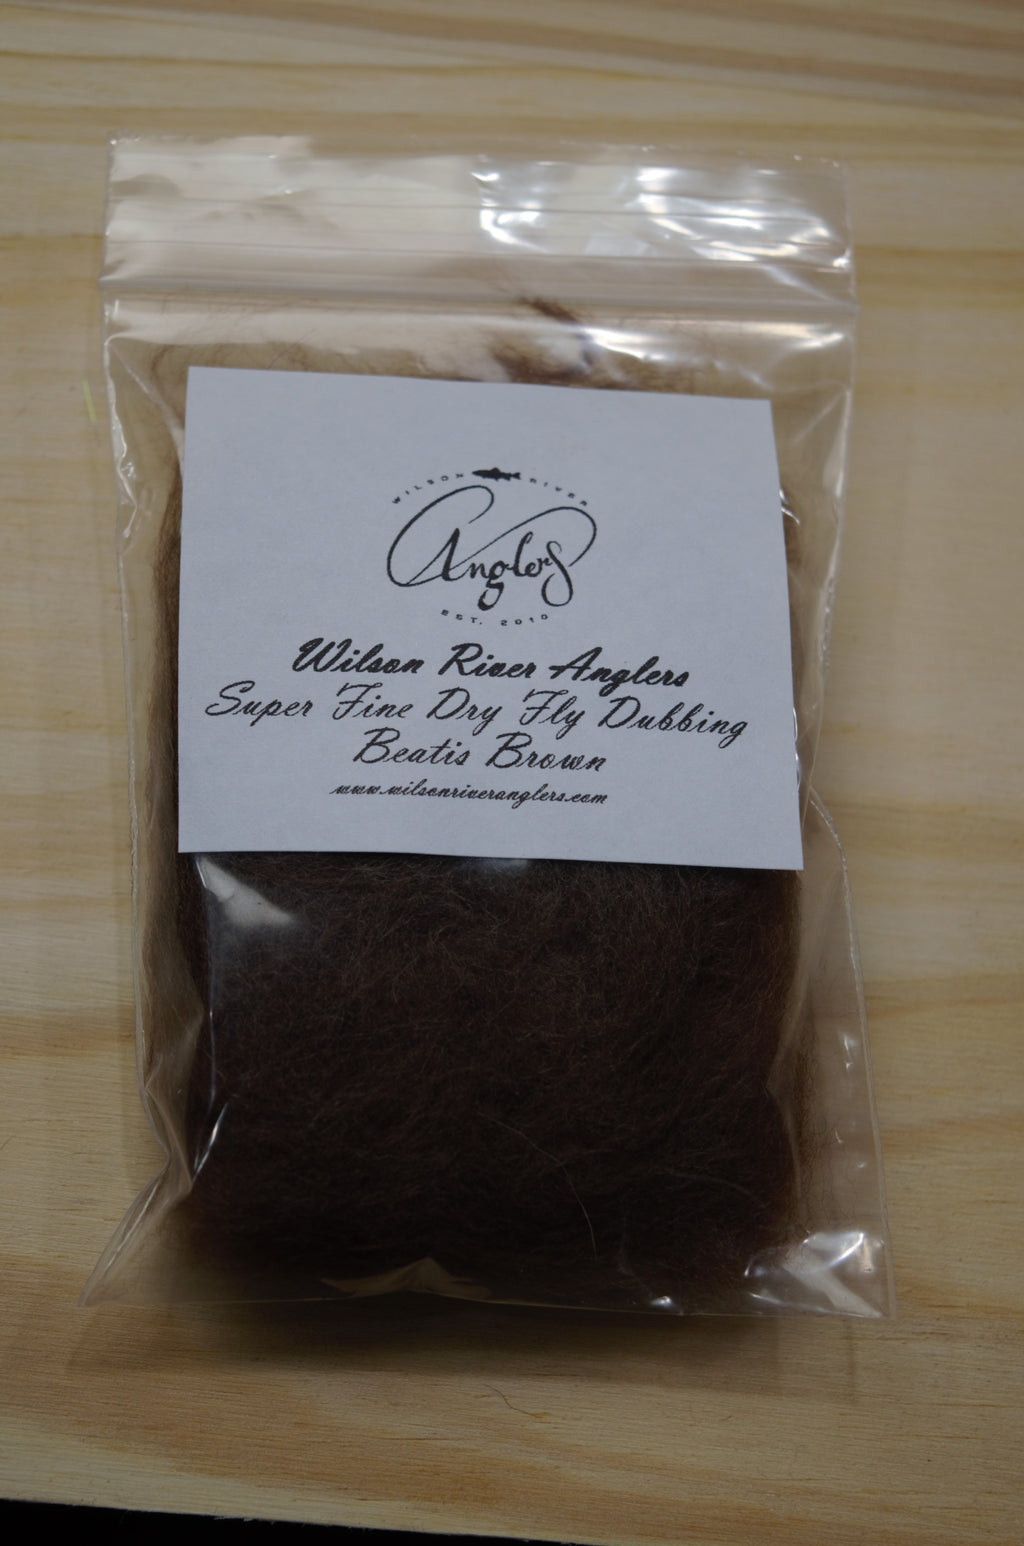 WILSON RIVER
Anglers
EST. 2010
Wilson River Anglers
Super Fine Dry Fly Dubbing
Beatis Brown
www.wilsonriveranglers.com